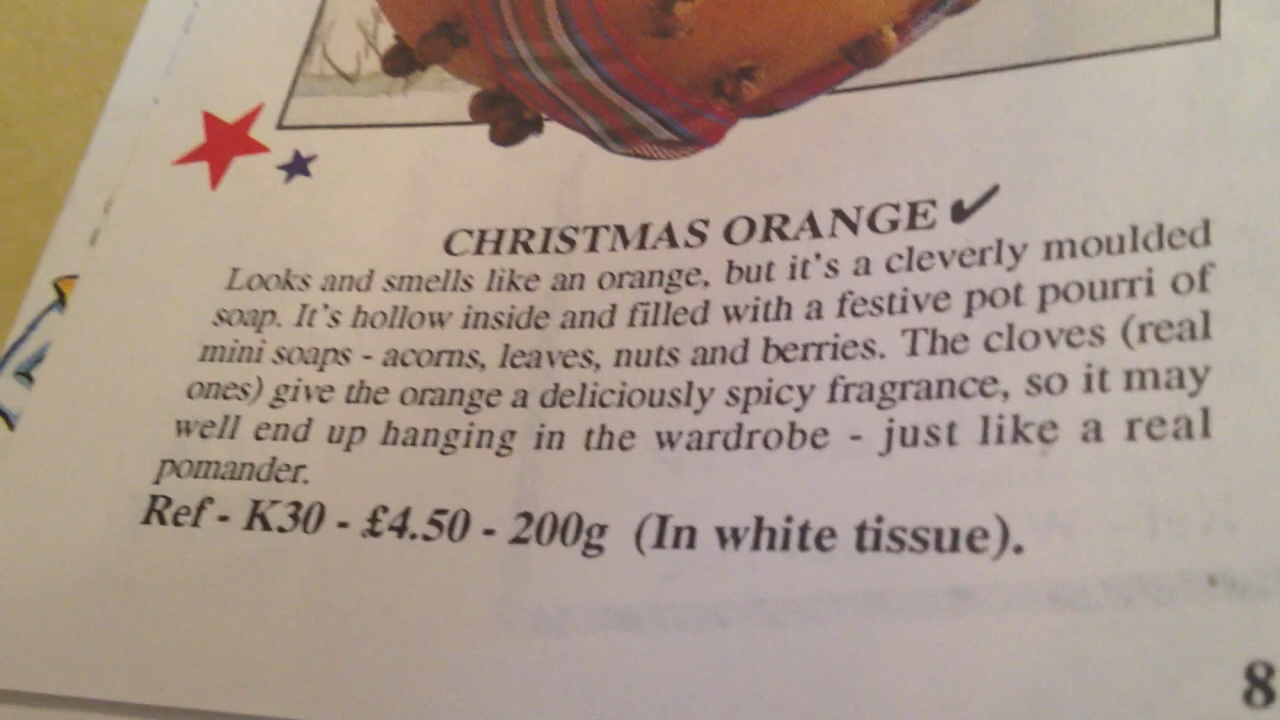 CHRISTMAS ORANGE ✔
Looks and smells like an orange, but it's a cleverly moulded
soap. It's hollow inside and filled with a festive pot pourri of
mini soaps - acorns, leaves, nuts and berries. The cloves (real
ones) give the orange a deliciously spicy fragrance, so it may
well end up hanging in the wardrobe - just like a real
pomander.
Ref - K30 - £4.50 - 200g (In white tissue).
8